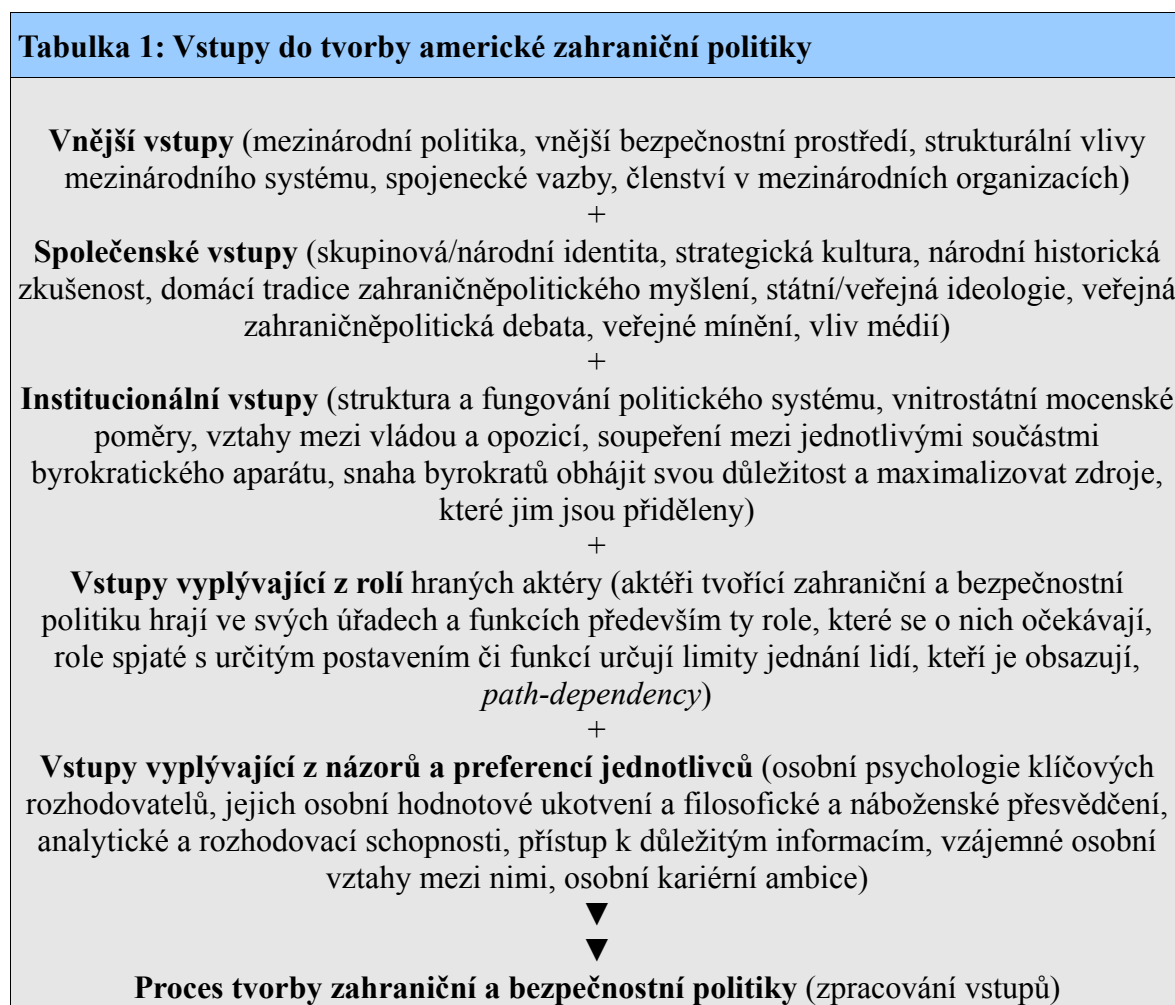 Tabulka 1: Vstupy do tvorby americké zahraniční politiky
Vnější vstupy (mezinárodní politika, vnější bezpečnostní prostředí, strukturální vlivy
mezinárodního systému, spojenecké vazby, členství v mezinárodních organizacích)
+
Společenské vstupy (skupinová/národní identita, strategická kultura, národní historická
zkušenost, domácí tradice zahraničněpolitického myšlení, státní/veřejná ideologie, veřejná
zahraničněpolitická debata, veřejné mínění, vliv médií)
+
Institucionální vstupy (struktura a fungování politického systému, vnitrostátní mocenské
poměry, vztahy mezi vládou a opozicí, soupeření mezi jednotlivými součástmi
byrokratického aparátu, snaha byrokratů obhájit svou důležitost a maximalizovat zdroje,
které jim jsou přiděleny)
+
Vstupy vyplývající z rolí hraných aktéry (aktéři tvořící zahraniční a bezpečnostní
politiku hrají ve svých úřadech a funkcích především ty role, které se o nich očekávají,
role spjaté s určitým postavením či funkcí určují limity jednání lidí, kteří je obsazují,
path-dependency)
+
Vstupy vyplývající z názorů a preferencí jednotlivců (osobní psychologie klíčových
rozhodovatelů, jejich osobní hodnotové ukotvení a filosofické a náboženské přesvědčení,
analytické a rozhodovací schopnosti, přístup k důležitým informacím, vzájemné osobní
vztahy mezi nimi, osobní kariérní ambice)
▼
▼
Proces tvorby zahraniční a bezpečnostní politiky (zpracování vstupů)